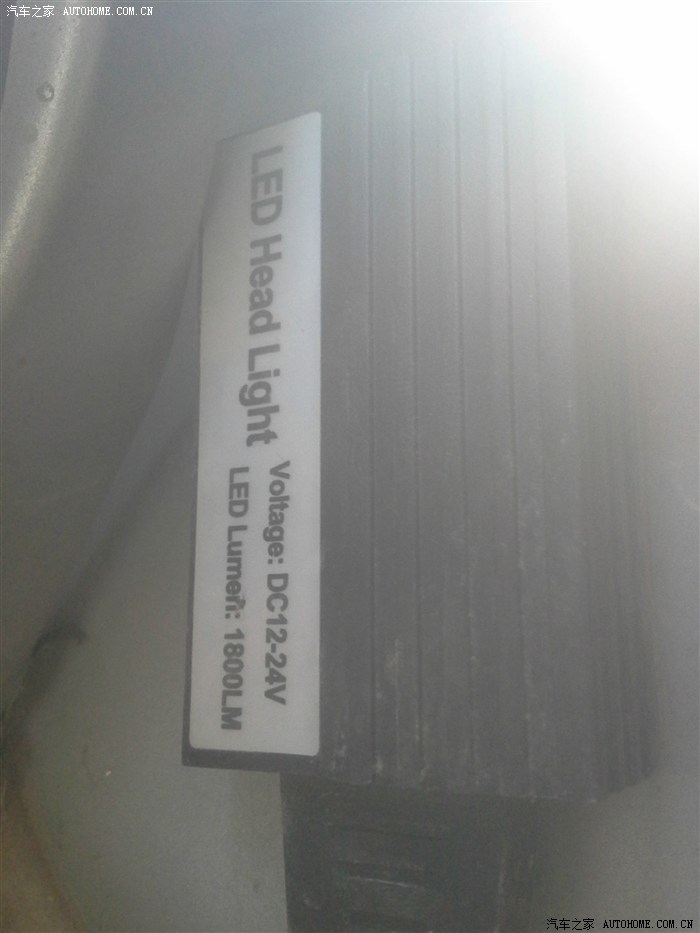 汽车之家 AUTOHOME.COM.CN
LED Head Light
Voltage: DC12-24V
LED Lumen: 1800LM
汽车之家 AUTOHOME.COM.CN